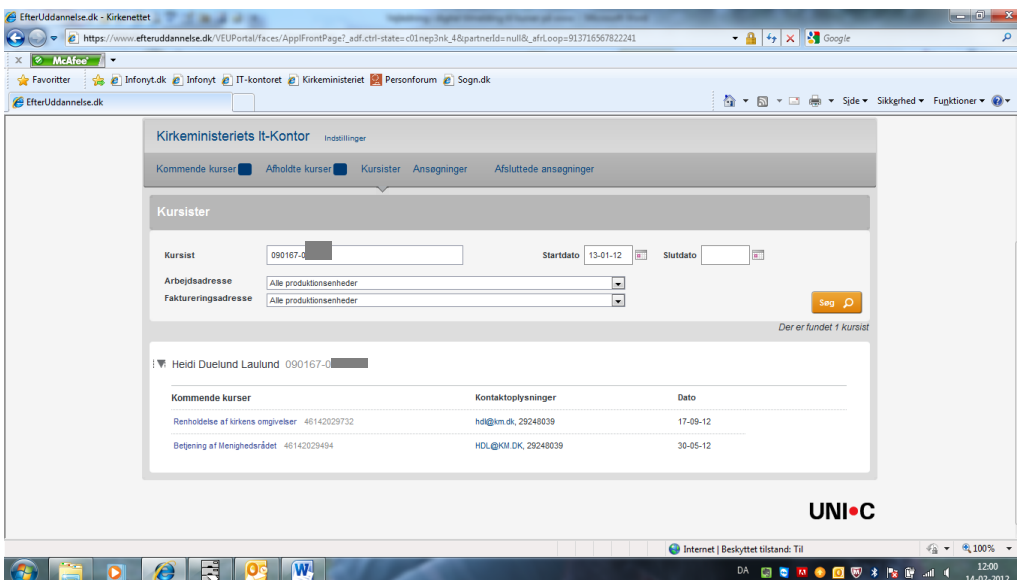 EfterUddannelse.dk - Kirkenettet
https://www.efteruddannelse.dk/VEUPortal/faces/ApplFrontPage?_adf.ctrl-state=c01nep3nk_4&partnerId=null&_afrLoop=913716567822241
Google
x McAfee
Favoritter Infonyt.dk Infonyt IT-kontoret Kirkeministeriet Personforum Sogn.dk
EfterUddannelse.dk
Side Sikkerhed Funktioner
Kirkeministeriets It-Kontor Indstillinger
Kommende kurser Afholdte kurser Kursister Ansøgninger Afsluttede ansøgninger
Kursister
Kursist 090167-0 Startdato 13-01-12 Slutdato
Arbejdsadresse Alle produktionsenheder
Faktureringsadresse Alle produktionsenheder
Søg
Der er fundet 1 kursist
Heidi Duelund Laulund 090167-0
Kommende kurser Kontaktoplysninger Dato
Renholdelse af kirkens omgivelser 46142029732 hdl@km.dk, 29248039 17-09-12
Betjening af Menighedsrådet 46142029494 HDL@KM.DK, 29248039 30-05-12
UNI•C
Internet | Beskyttet tilstand: Til 100%
DA 12:00
14-02-2012